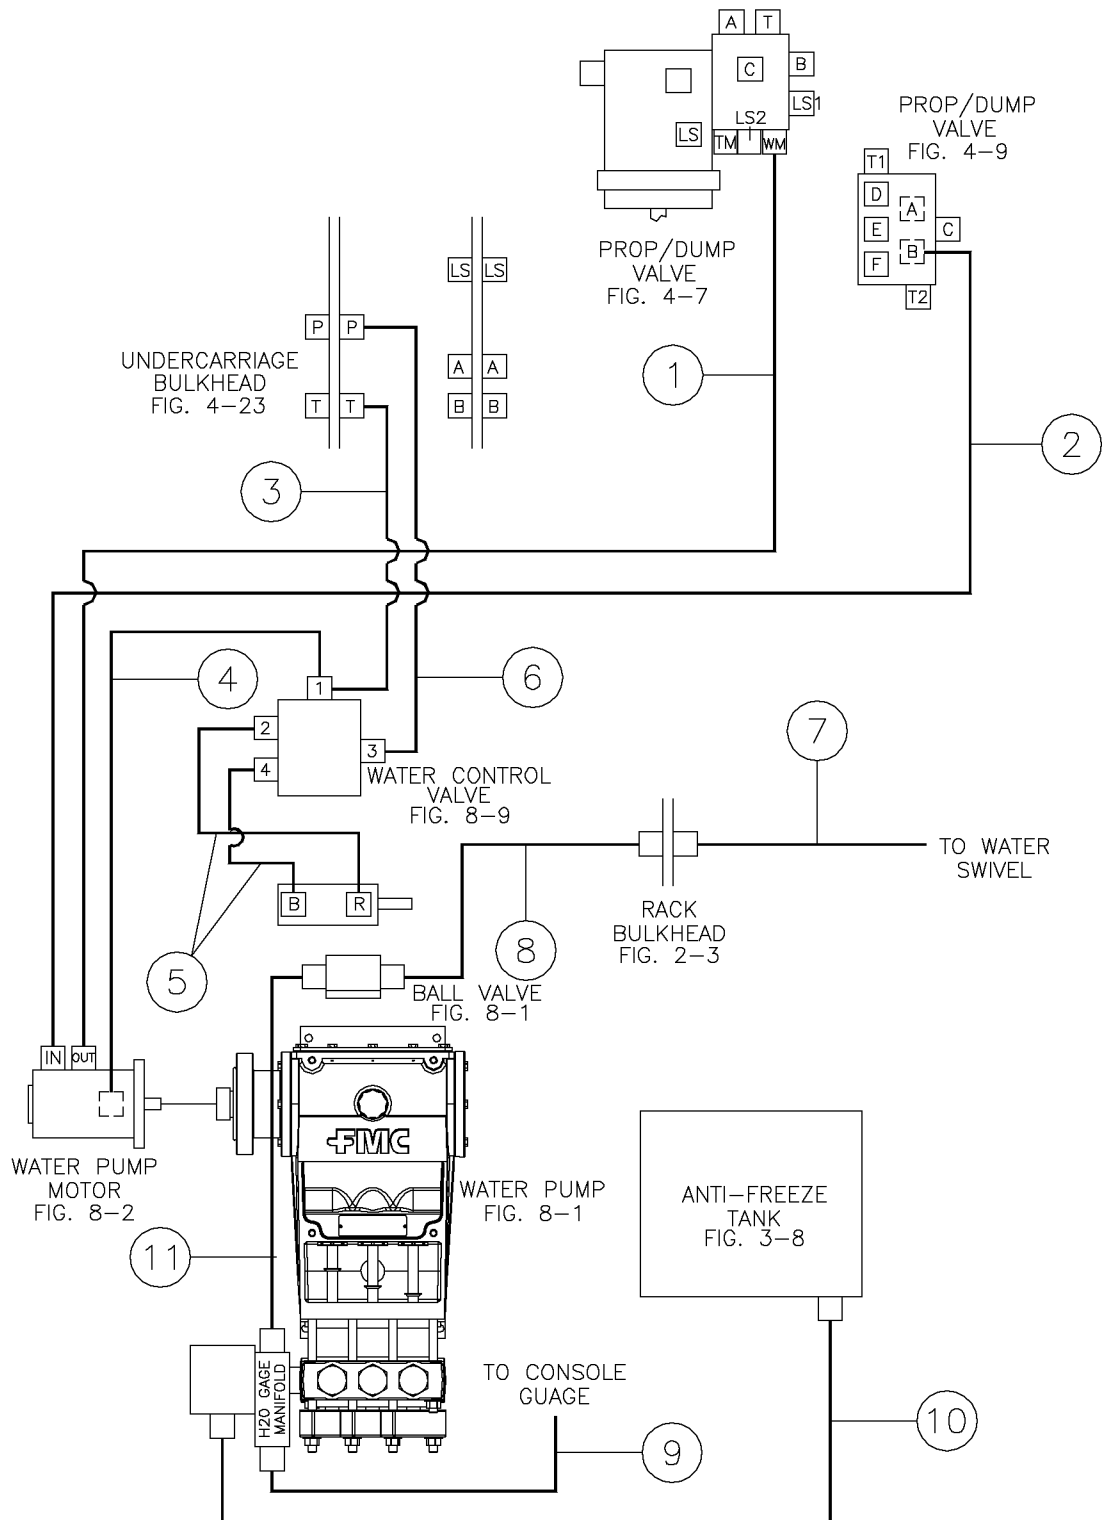 A T
C
B
LS1
LS2
LS
TM
WM
PROP/DUMP
VALVE
FIG. 4-7
PROP/DUMP
VALVE
FIG. 4-9
T1
D
A
E
C
B
F
T2
LS LS
P P
A A
T T
B B
UNDERCARRIAGE
BULKHEAD
FIG. 4-23
1
2
3
4
6
1
2
3
4
WATER CONTROL
VALVE
FIG. 8-9
7
TO WATER
SWIVEL
B
R
RACK
BULKHEAD
FIG. 2-3
8
5
BALL VALVE
FIG. 8-1
IN
OUT
FMC
WATER PUMP
MOTOR
FIG. 8-2
WATER PUMP
FIG. 8-1
ANTI-FREEZE
TANK
FIG. 3-8
11
H2O GAGE
MANIFOLD
TO CONSOLE
GUAGE
9
10